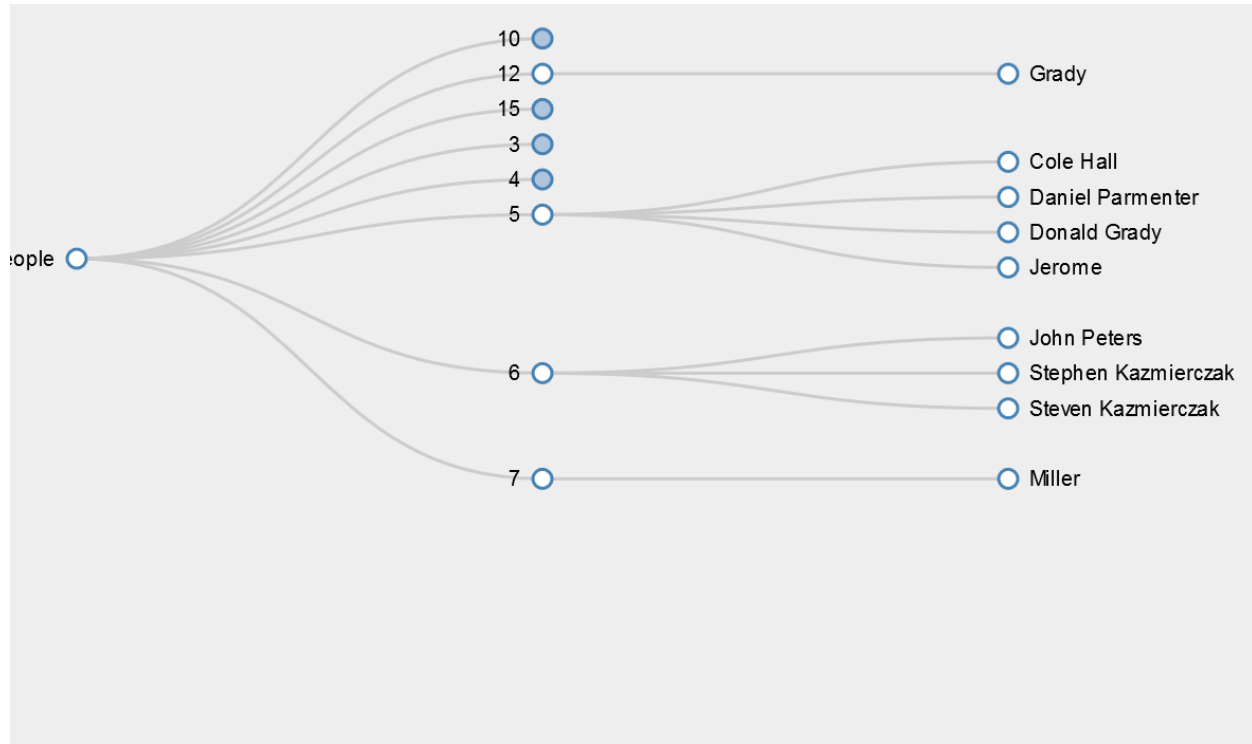 10
12
Grady
15
3
Cole Hall
4
Daniel Parmenter
5
Donald Grady
eople
Jerome
John Peters
6
Stephen Kazmierczak
Steven Kazmierczak
7
Miller